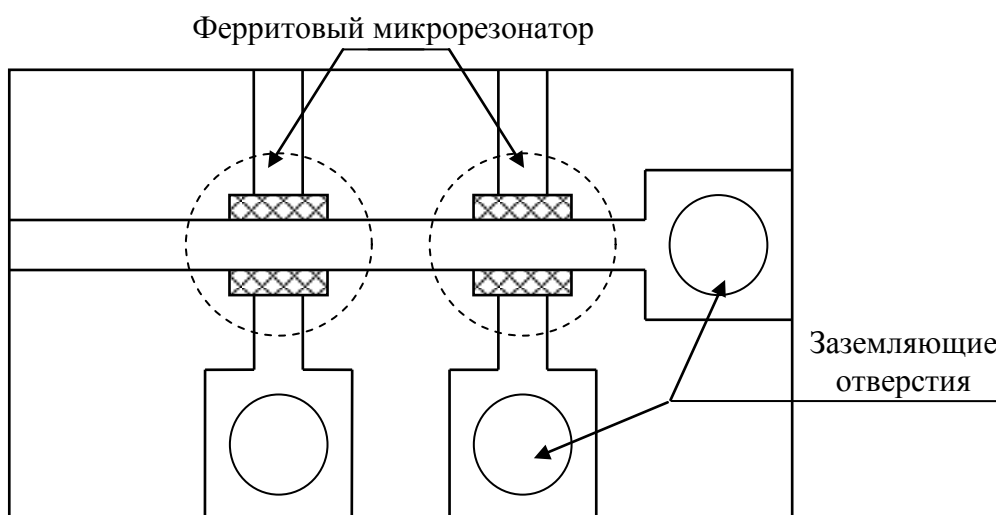 Ферритовый микрорезонатор
Заземляющие
отверстия